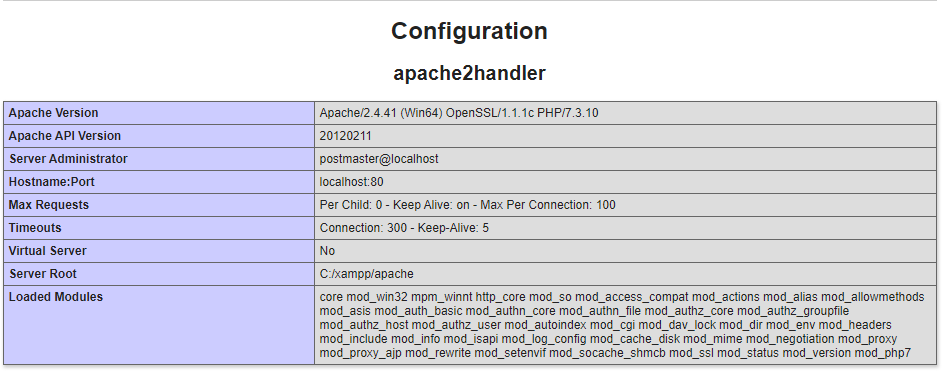 Configuration
apache2handler
Apache Version Apache/2.4.41 (Win64) OpenSSL/1.1.1c PHP/7.3.10
Apache API Version 20120211
Server Administrator postmaster@localhost
Hostname:Port localhost:80
Max Requests Per Child: 0 - Keep Alive: on - Max Per Connection: 100
Timeouts Connection: 300 - Keep-Alive: 5
Virtual Server No
Server Root C:/xampp/apache
Loaded Modules core mod_win32 mpm_winnt http_core mod_so mod_access_compat mod_actions mod_alias mod_allowmethods
mod_asis mod_auth_basic mod_authn_core mod_authn_file mod_authz_core mod_authz_groupfile
mod_authz_host mod_authz_user mod_autoindex mod_cgi mod_dav_lock mod_dir mod_env mod_headers
mod_include mod_info mod_isapi mod_log_config mod_cache_disk mod_mime mod_negotiation mod_proxy
mod_proxy_ajp mod_rewrite mod_setenvif mod_socache_shmcb mod_ssl mod_status mod_version mod_php7